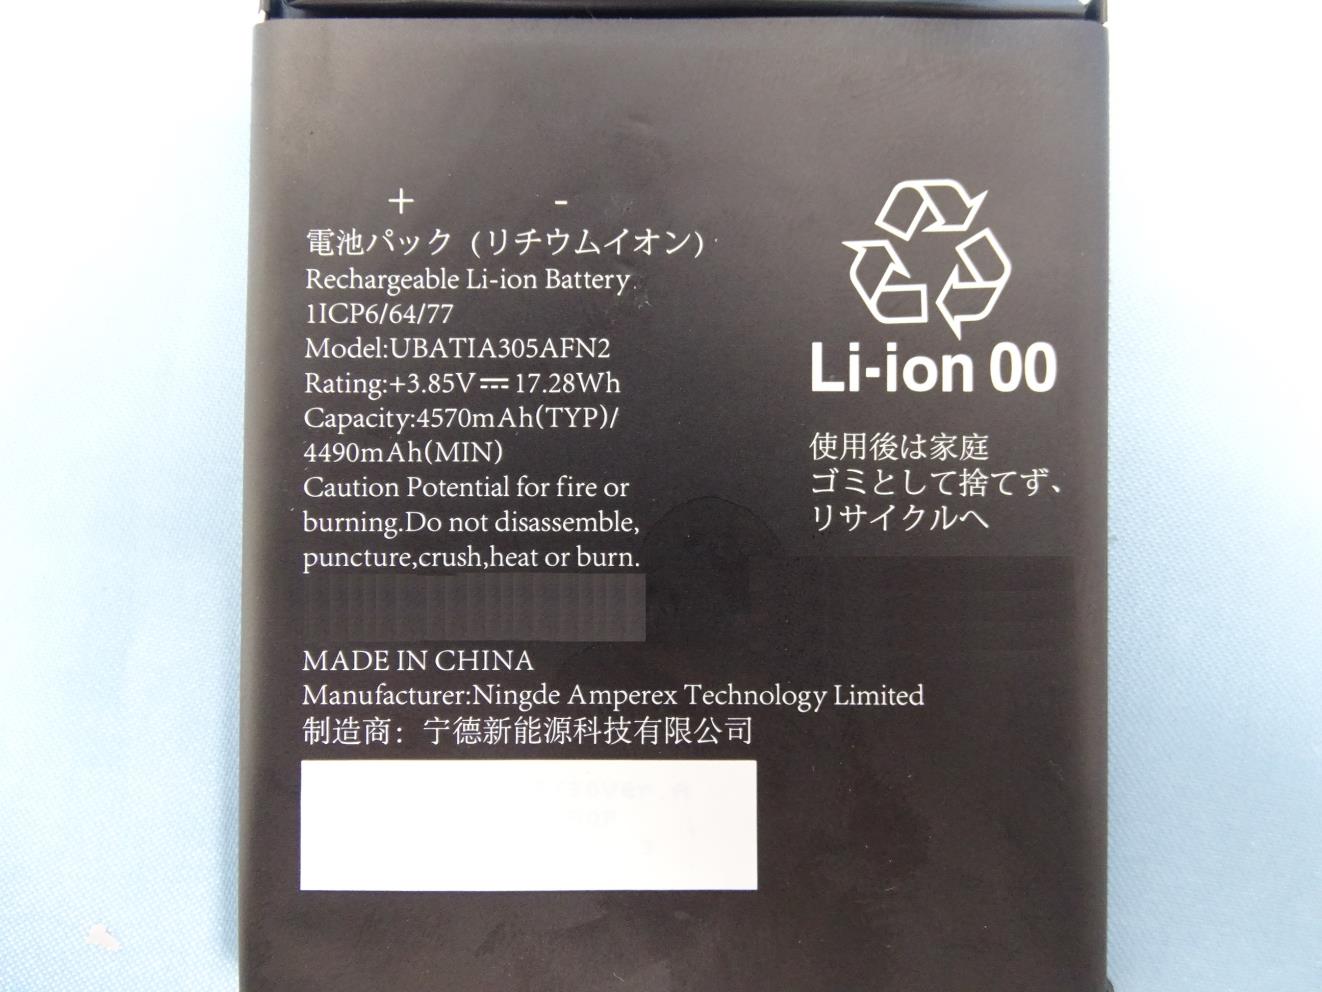 + -
電池パック (リチウムイオン)
Rechargeable Li-ion Battery
1ICP6/64/77
Model:UBATIA305AFN2
Rating:+3.85V⎓17.28Wh
Capacity:4570mAh(TYP)/
4490mAh(MIN)
Caution Potential for fire or
burning.Do not disassemble,
puncture,crush,heat or burn.
MADE IN CHINA
Manufacturer:Ningde Amperex Technology Limited
制造商：宁德新能源科技有限公司
Li-ion 00
使用後は家庭
ゴミとして捨てず、
リサイクルへ